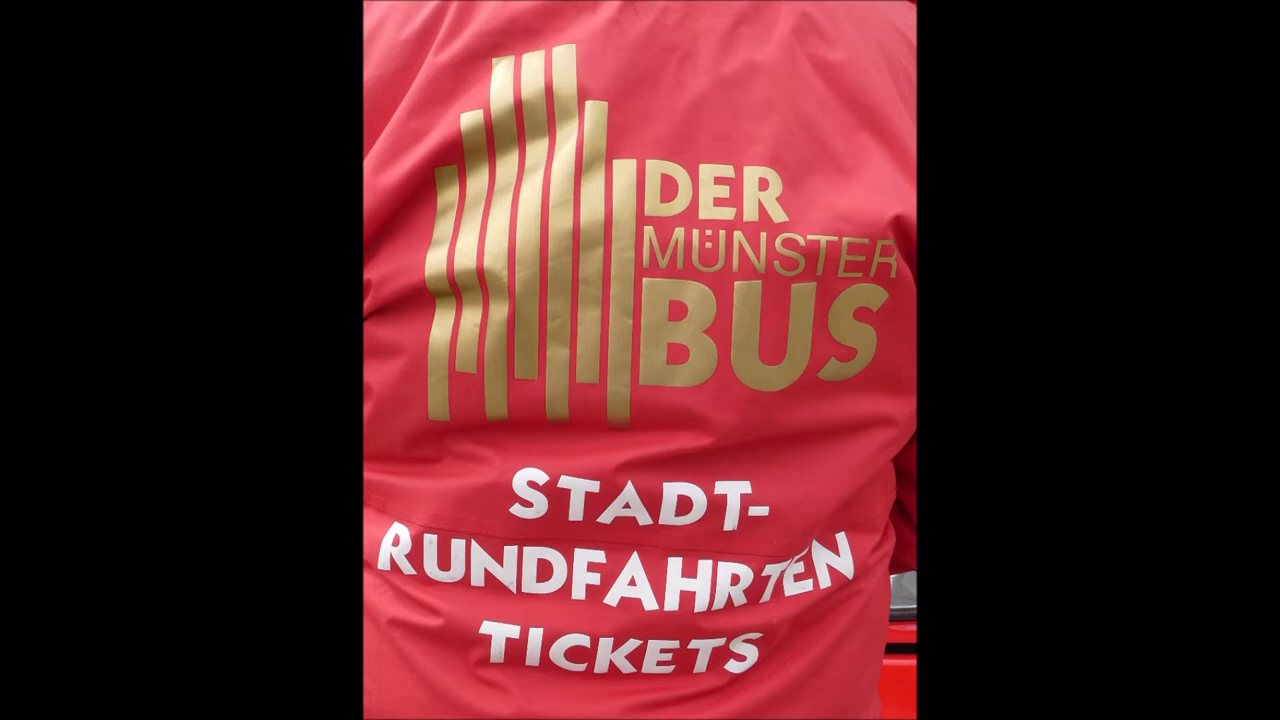 DER
MÜNSTER
BUS
STADT-
RUNDFAHRTEN
TICKETS